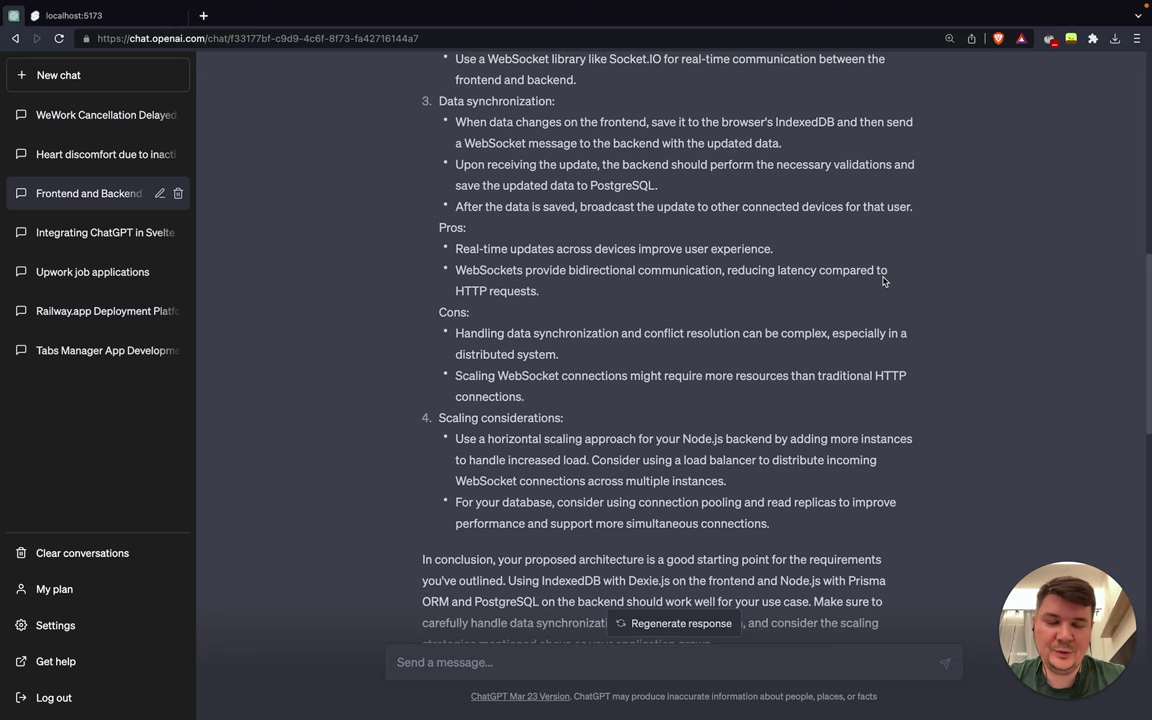 localhost:5173
https://chat.openai.com/chat/f33177bf-c9d9-4c6f-8f73-fa42716144a7
New chat
WeWork Cancellation Delayed.
Heart discomfort due to inacti
Frontend and Backend
Integrating ChatGPT in Svelte
Upwork job applications
Railway.app Deployment Platfo
Tabs Manager App Developme
Clear conversations
My plan
Settings
Get help
Log out
Use a WebSocket library like Socket.IO for real-time communication between the
frontend and backend.
3. Data synchronization:
• When data changes on the frontend, save it to the browser's IndexedDB and then send
a WebSocket message to the backend with the updated data.
• Upon receiving the update, the backend should perform the necessary validations and
save the updated data to PostgreSQL.
• After the data is saved, broadcast the update to other connected devices for that user.
Pros:
• Real-time updates across devices improve user experience.
• WebSockets provide bidirectional communication, reducing latency compared to
HTTP requests.
Cons:
• Handling data synchronization and conflict resolution can be complex, especially in a
distributed system.
• Scaling WebSocket connections might require more resources than traditional HTTP
connections.
4. Scaling considerations:
• Use a horizontal scaling approach for your Node.js backend by adding more instances
to handle increased load. Consider using a load balancer to distribute incoming
WebSocket connections across multiple instances.
• For your database, consider using connection pooling and read replicas to improve
performance and support more simultaneous connections.
In conclusion, your proposed architecture is a good starting point for the requirements
you've outlined. Using IndexedDB with Dexie.js on the frontend and Node.js with Prisma
ORM and PostgreSQL on the backend should work well for your use case. Make sure to
carefully handle data synchronizatio , and consider the scaling
Regenerate response
Send a message...
ChatGPT Mar 23 Version. ChatGPT may produce inaccurate information about people, places, or facts